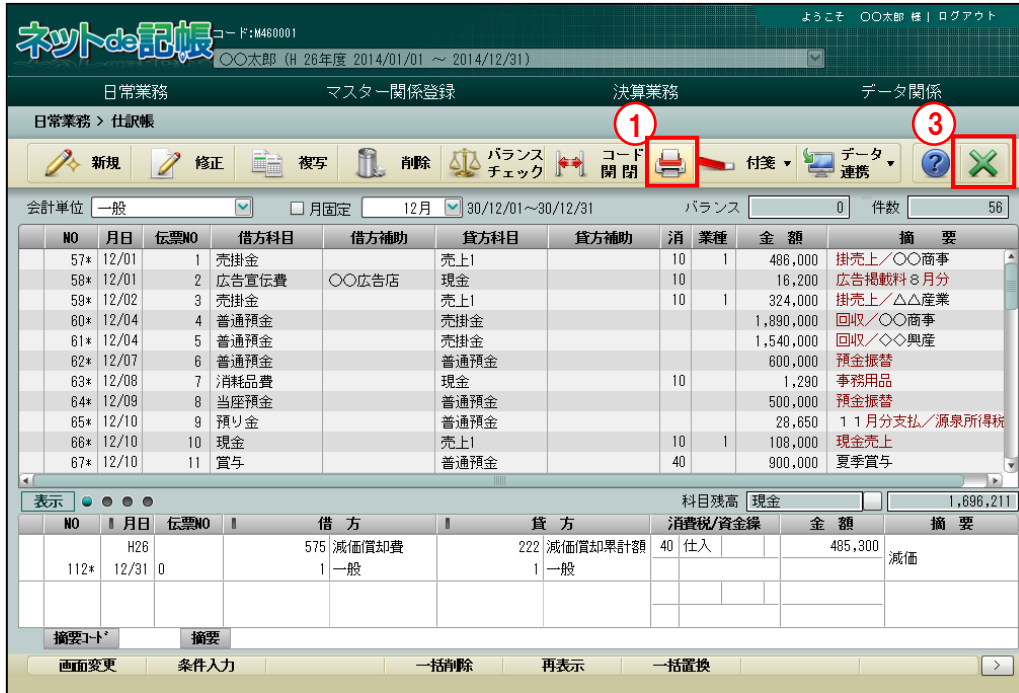 ようこそ 〇〇太郎 様 | ログアウト
ネットde記帳 コード:M460001
〇〇太郎 (H 26年度 2014/01/01 ~ 2014/12/31)
日常業務 マスター関係登録 決算業務 データ関係
日常業務 > 仕訳帳
① ③
新規 修正 複写 削除 バランスチェック コード開閉 付箋 データ連携 ?
会計単位 一般 月固定 12月 30/12/01~30/12/31 バランス 0 件数 56
NO 月日 伝票NO 借方科目 借方補助 貸方科目 貸方補助 消 業種 金 額 摘 要
57* 12/01 1 売掛金 売上1 10 1 486,000 掛売上/〇〇商事
58* 12/01 2 広告宣伝費 〇〇広告店 現金 10 16,200 広告掲載料8月分
59* 12/02 3 売掛金 売上1 10 1 324,000 掛売上/△△産業
60* 12/04 4 普通預金 売掛金 1,890,000 回収/〇〇商事
61* 12/04 5 普通預金 売掛金 1,540,000 回収/◇◇興産
62* 12/07 6 普通預金 普通預金 600,000 預金振替
63* 12/08 7 消耗品費 現金 10 1,290 事務用品
64* 12/09 8 当座預金 普通預金 500,000 預金振替
65* 12/10 9 預り金 普通預金 28,650 11月分支払/源泉所得税
66* 12/10 10 現金 売上1 10 1 108,000 現金売上
67* 12/10 11 賞与 普通預金 40 900,000 夏季賞与
表示 科目残高 現金 1,696,211
NO 月日 伝票NO 借 方 貸 方 消費税/資金繰 金 額 摘 要
H26 575 減価償却費 222 減価償却累計額 40 仕入 485,300 減価
112* 12/31 0 1 一般 1 一般
摘要コード 摘要
画面変更 条件入力 一括削除 再表示 一括置換 >